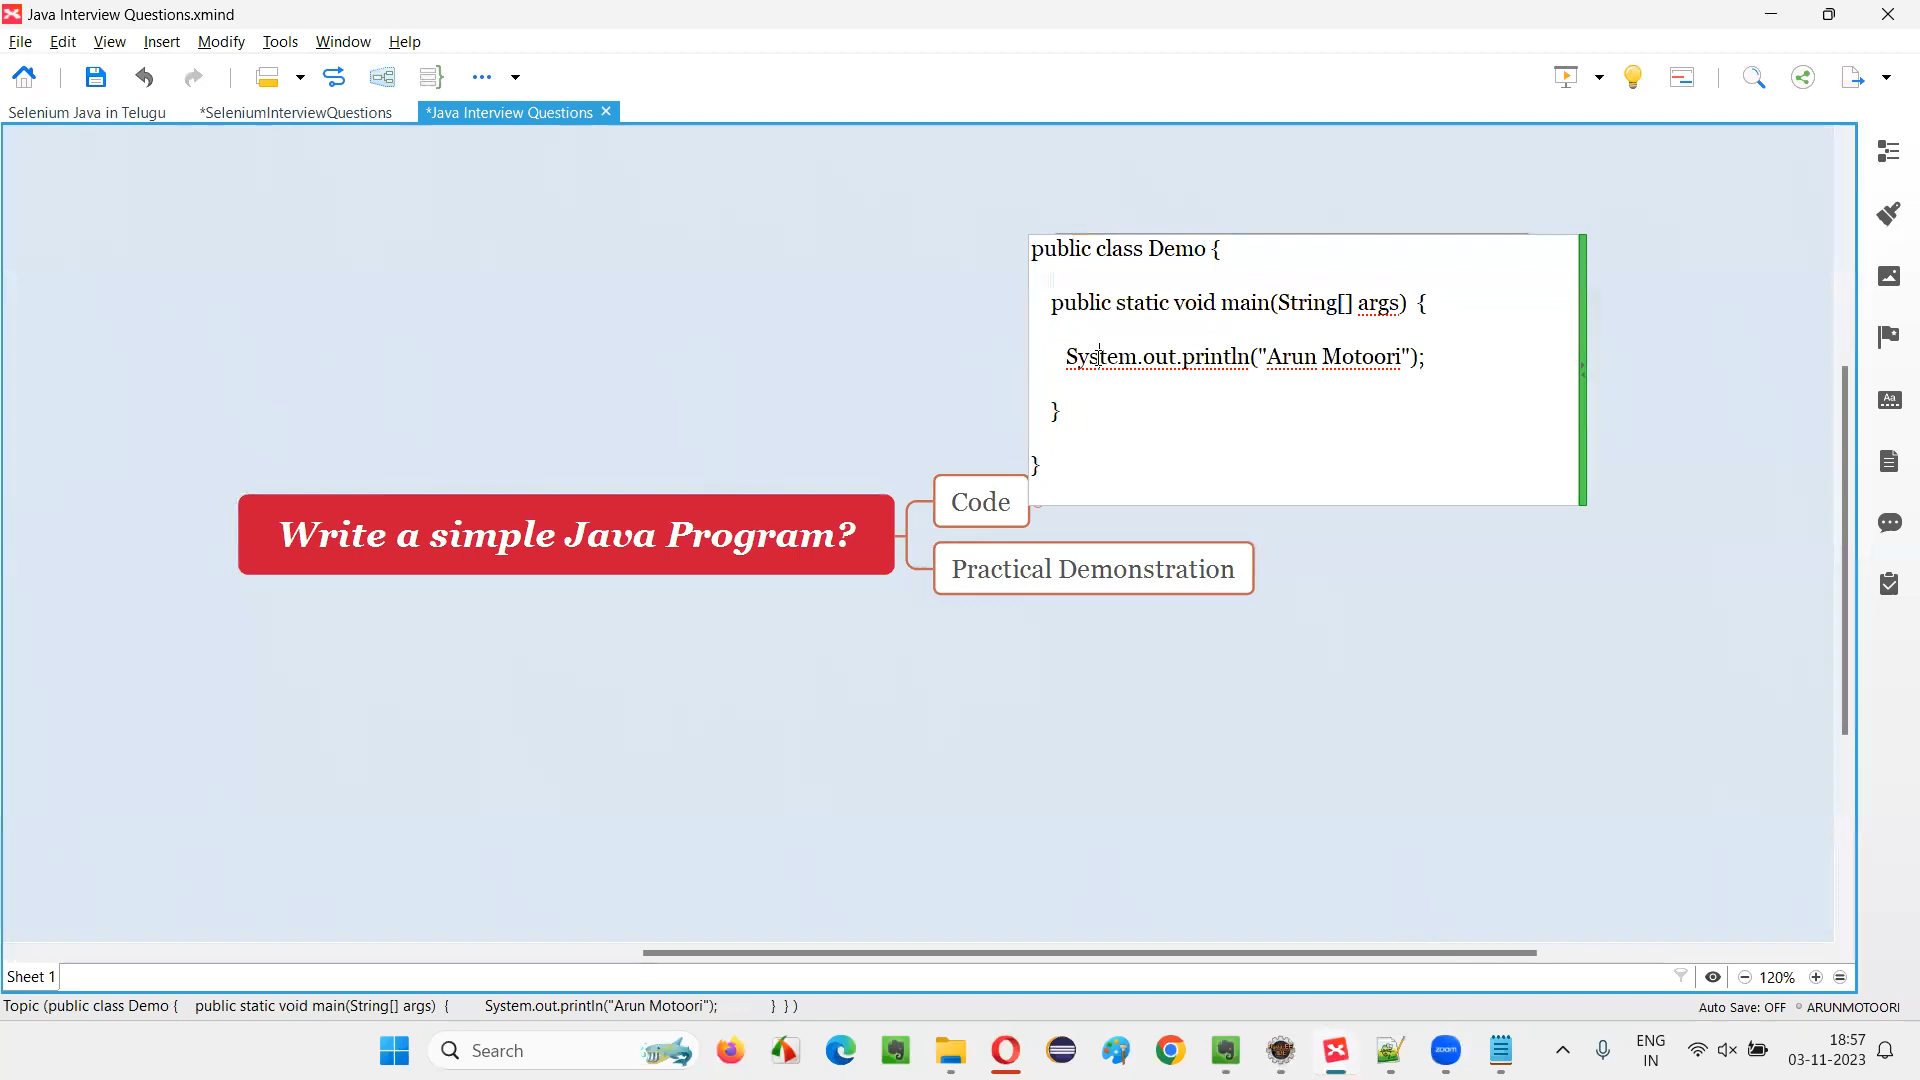 Java Interview Questions.xmind
File Edit View Insert Modify Tools Window Help
Selenium Java in Telugu *SeleniumInterviewQuestions *Java Interview Questions
public class Demo {
public static void main(String[] args) {
System.out.println("Arun Motoori");
}
}
Code
Write a simple Java Program?
Practical Demonstration
Aa
Sheet 1
120%
Topic (public class Demo { public static void main(String[] args) { System.out.println("Arun Motoori"); } } )
Auto Save: OFF ARUNMOTOORI
Search
zoom
ENG
IN
18:57
03-11-2023